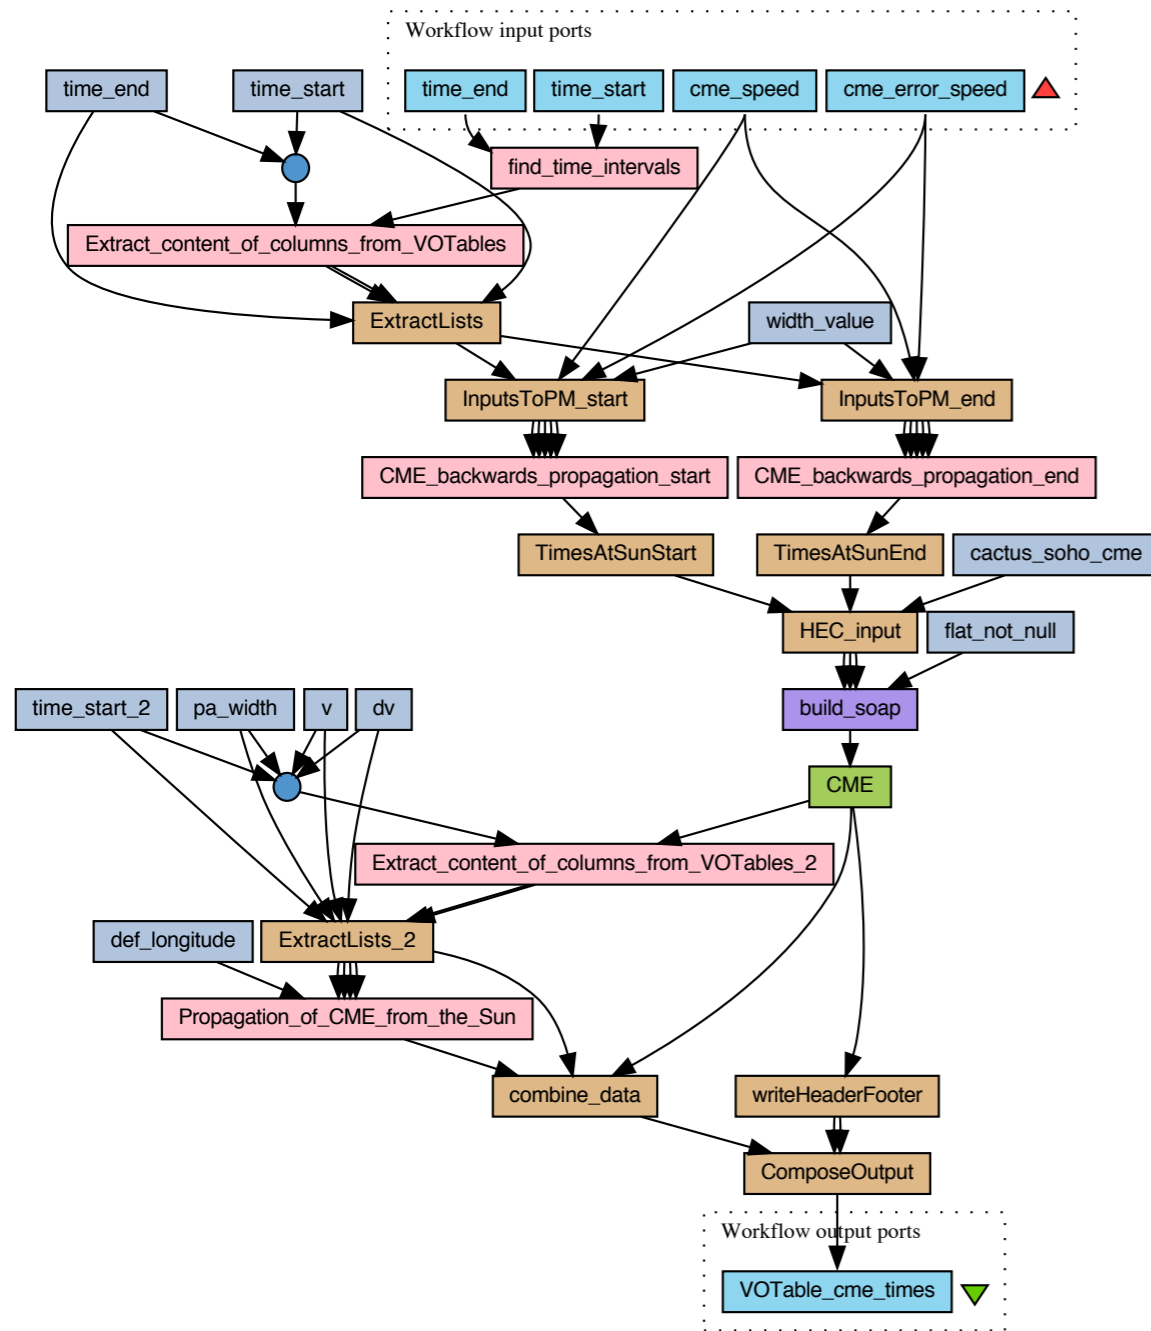 Workflow input ports
time_end
time_start
time_end
time_start
cme_speed
cme_error_speed
find_time_intervals
Extract_content_of_columns_from_VOTables
ExtractLists
width_value
InputsToPM_start
InputsToPM_end
CME_backwards_propagation_start
CME_backwards_propagation_end
TimesAtSunStart
TimesAtSunEnd
cactus_soho_cme
HEC_input
flat_not_null
time_start_2
pa_width
v
dv
build_soap
CME
Extract_content_of_columns_from_VOTables_2
def_longitude
ExtractLists_2
Propagation_of_CME_from_the_Sun
combine_data
writeHeaderFooter
ComposeOutput
Workflow output ports
VOTable_cme_times